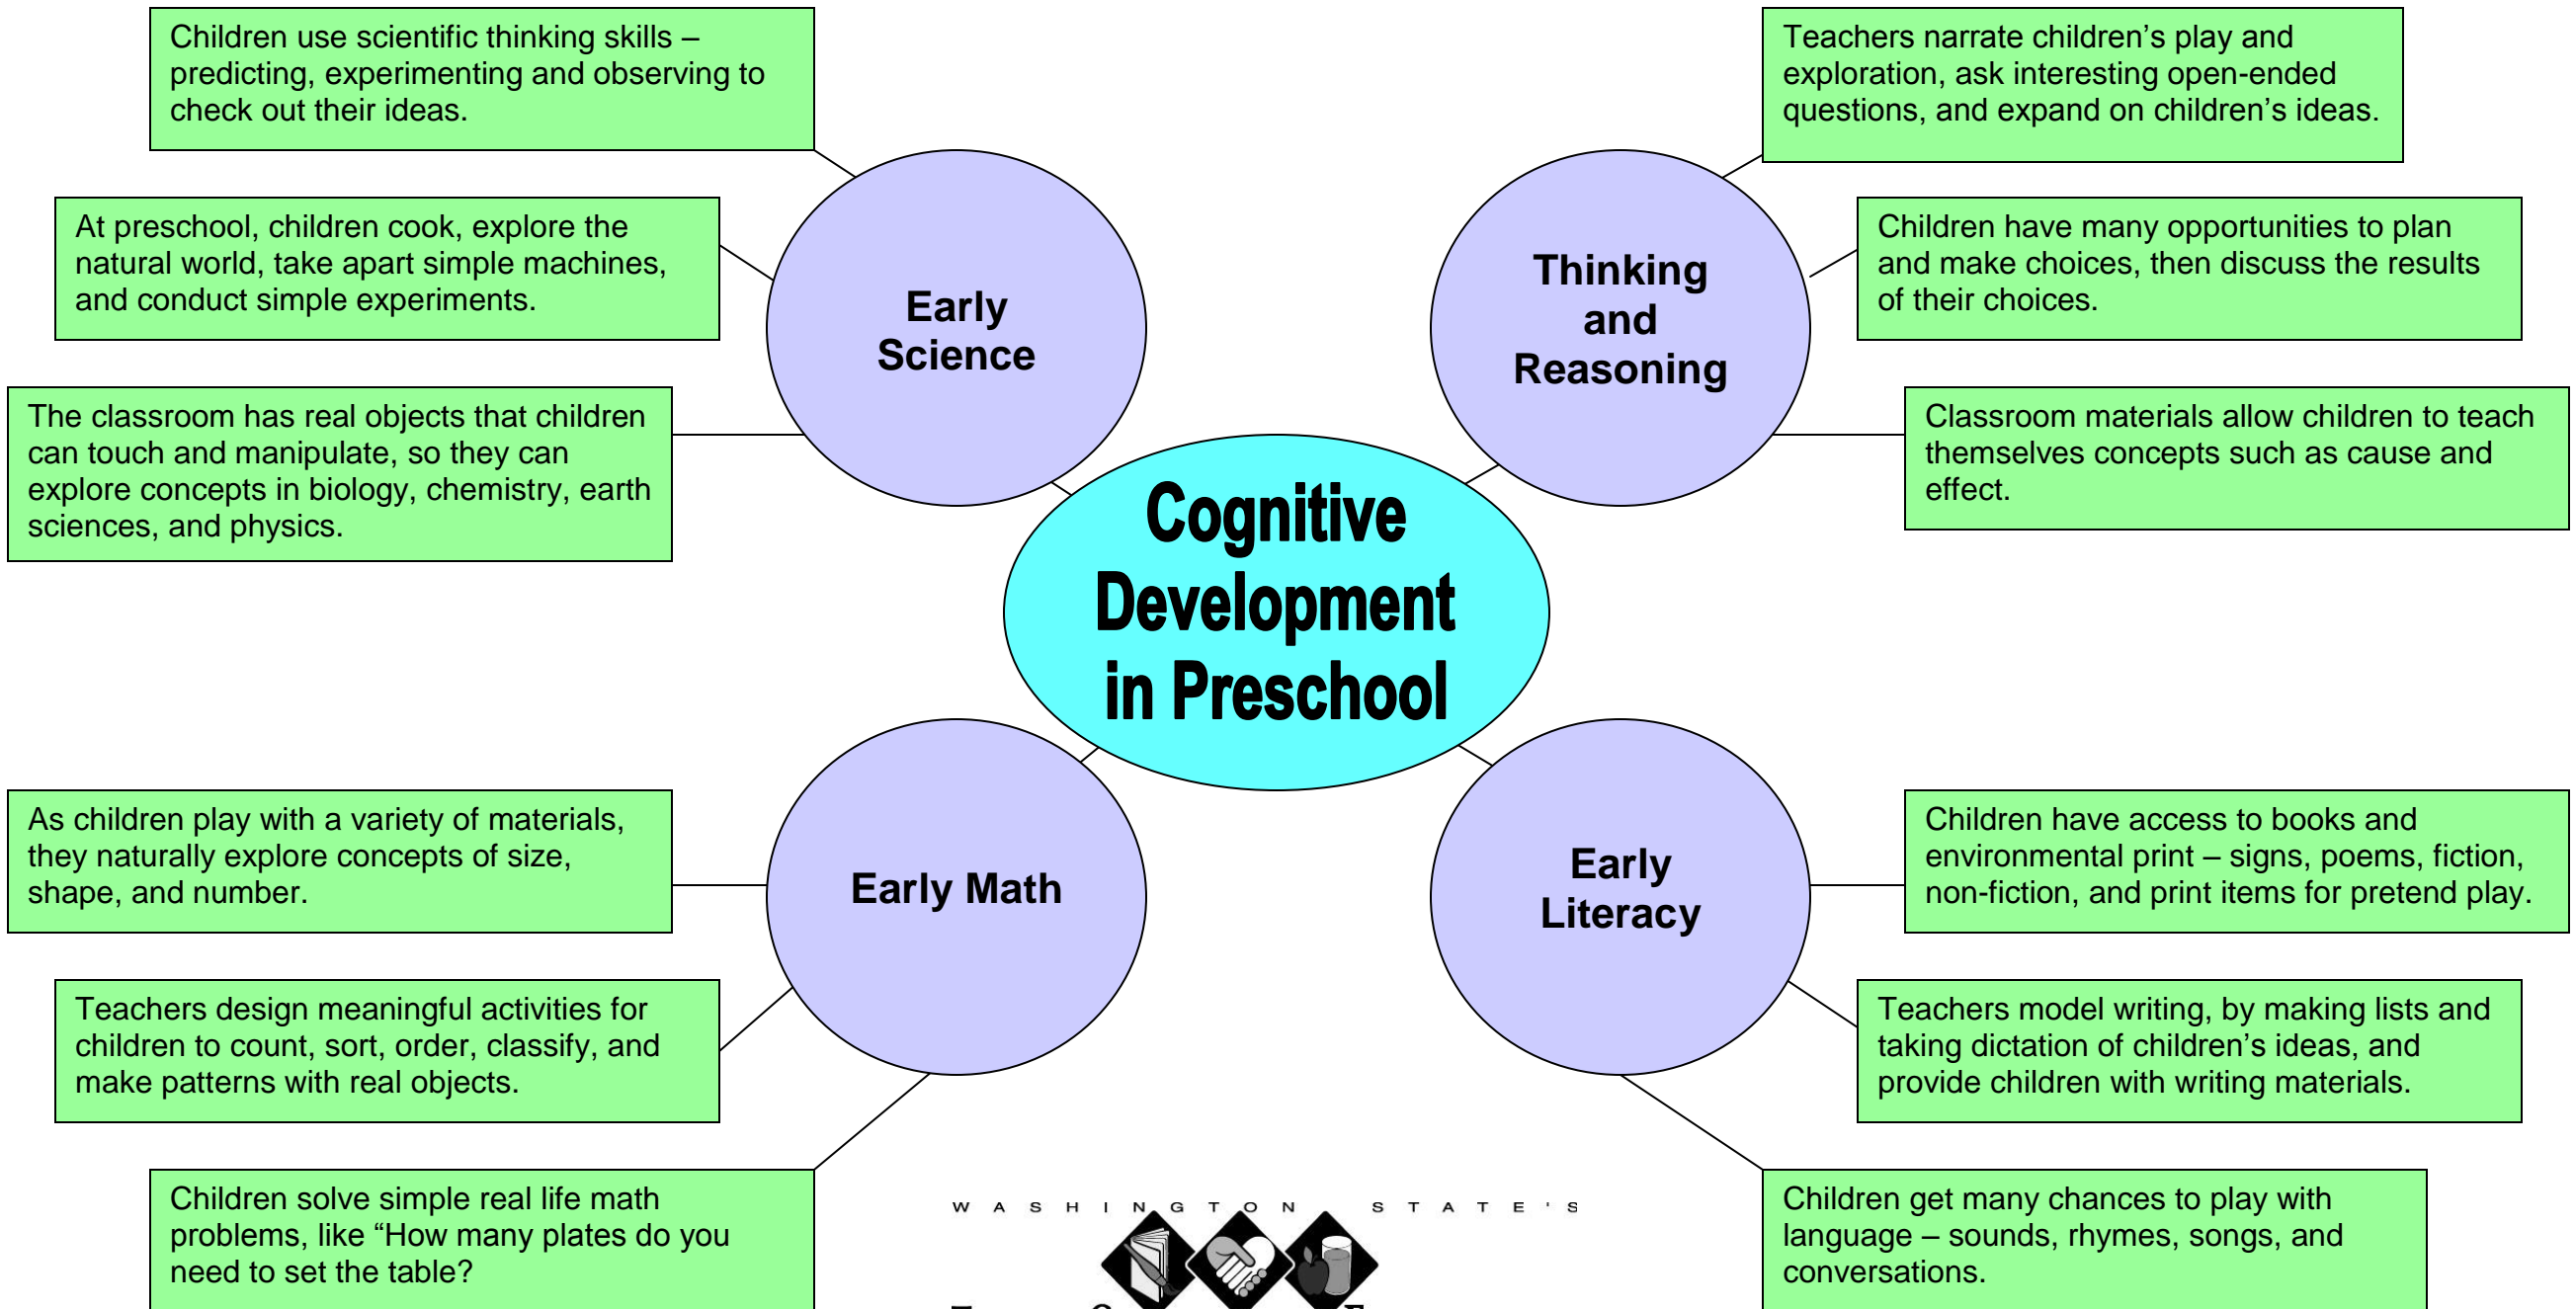 Children use scientific thinking skills –
predicting, experimenting and observing to
check out their ideas.
At preschool, children cook, explore the
natural world, take apart simple machines,
and conduct simple experiments.
The classroom has real objects that children
can touch and manipulate, so they can
explore concepts in biology, chemistry, earth
sciences, and physics.
Early
Science
Teachers narrate children’s play and
exploration, ask interesting open-ended
questions, and expand on children’s ideas.
Children have many opportunities to plan
and make choices, then discuss the results
of their choices.
Classroom materials allow children to teach
themselves concepts such as cause and
effect.
Thinking
and
Reasoning
Cognitive
Development
in Preschool
As children play with a variety of materials,
they naturally explore concepts of size,
shape, and number.
Teachers design meaningful activities for
children to count, sort, order, classify, and
make patterns with real objects.
Children solve simple real life math
problems, like “How many plates do you
need to set the table?
Early Math
Early
Literacy
Children have access to books and
environmental print – signs, poems, fiction,
non-fiction, and print items for pretend play.
Teachers model writing, by making lists and
taking dictation of children’s ideas, and
provide children with writing materials.
Children get many chances to play with
language – sounds, rhymes, songs, and
conversations.
WASHINGTON STATE'S